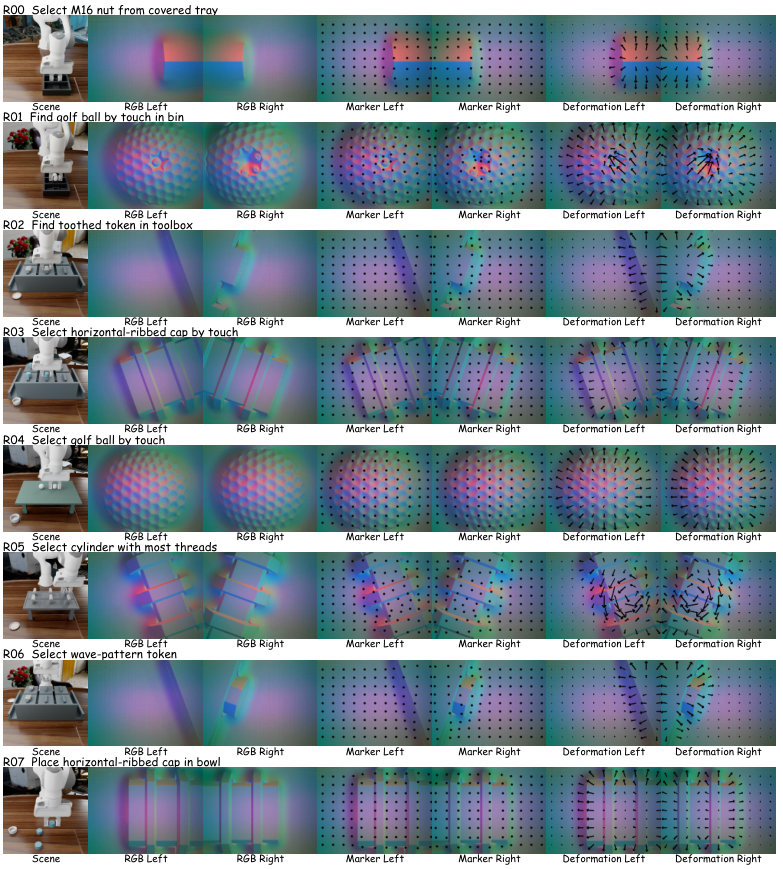 R00 Select M16 nut from covered tray
Scene RGB Left RGB Right Marker Left Marker Right Deformation Left Deformation Right
R01 Find golf ball by touch in bin
Scene RGB Left RGB Right Marker Left Marker Right Deformation Left Deformation Right
R02 Find toothed token in toolbox
Scene RGB Left RGB Right Marker Left Marker Right Deformation Left Deformation Right
R03 Select horizontal-ribbed cap by touch
Scene RGB Left RGB Right Marker Left Marker Right Deformation Left Deformation Right
R04 Select golf ball by touch
Scene RGB Left RGB Right Marker Left Marker Right Deformation Left Deformation Right
R05 Select cylinder with most threads
Scene RGB Left RGB Right Marker Left Marker Right Deformation Left Deformation Right
R06 Select wave-pattern token
Scene RGB Left RGB Right Marker Left Marker Right Deformation Left Deformation Right
R07 Place horizontal-ribbed cap in bowl
Scene RGB Left RGB Right Marker Left Marker Right Deformation Left Deformation Right